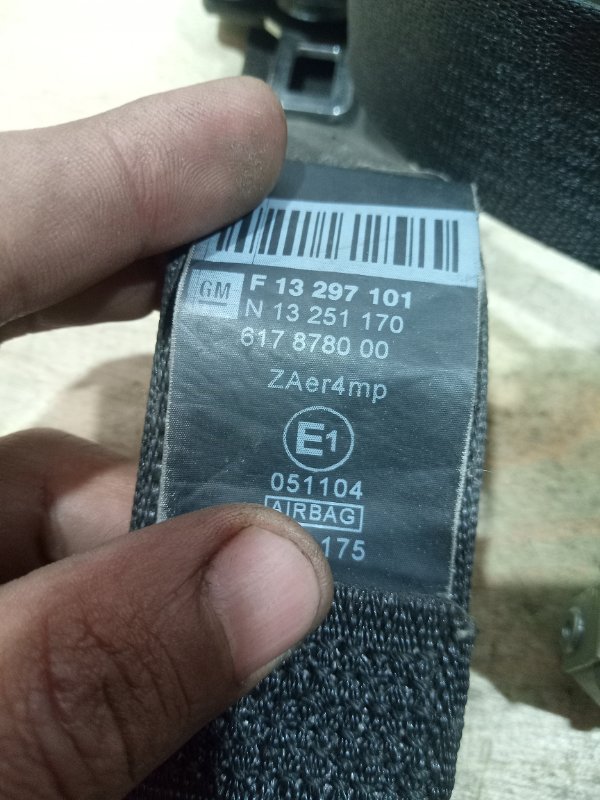 GM F 13 297 101
N 13 251 170
617 8780 00
ZAer4mp
E1
051104
AIRBAG
175